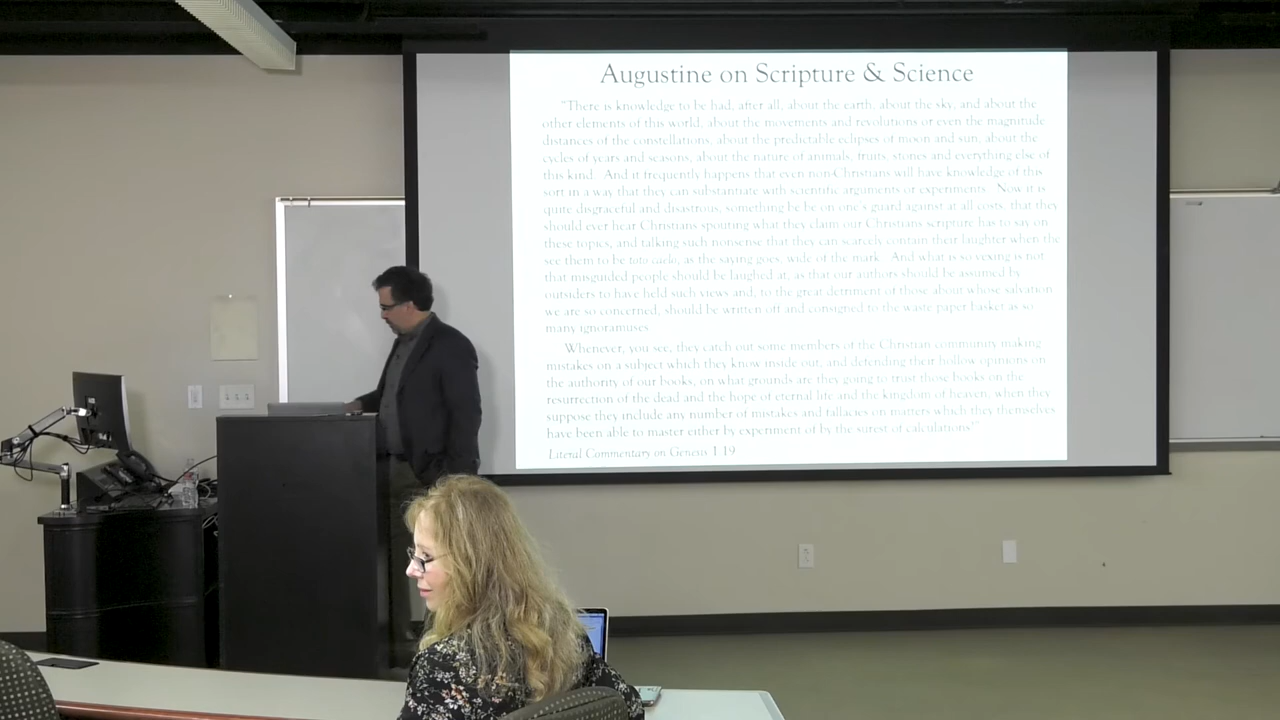 Augustine on Scripture & Science
"There is knowledge to be had, after all, about the earth, about the sky, and about the
other elements of this world, about the movements and revolutions or even the magnitude
distances of the constellations, about the predictable eclipses of moon and sun, about the
cycles of years and seasons, about the nature of animals, fruits, stones and everything else of
this kind. And it frequently happens that even non-Christians will have knowledge of this
sort in a way that they can substantiate with scientific arguments or experiments. Now it is
quite disgraceful and disastrous, something be be on one's guard against at all costs, that they
should ever hear Christians spouting what they claim our Christians scripture has to say on
these topics, and talking such nonsense that they can scarcely contain their laughter when the
see them to be toto caelo, as the saying goes, wide of the mark. And what is so vexing is not
that misguided people should be laughed at, as that our authors should be assumed by
outsiders to have held such views and, to the great detriment of those about whose salvation
we are so concerned, should be written off and consigned to the waste paper basket as so
many ignoramuses.
Whenever, you see, they catch out some members of the Christian community making
mistakes on a subject which they know inside out, and defending their hollow opinions on
the authority of our books, on what grounds are they going to trust those books on the
resurrection of the dead and the hope of eternal life and the kingdom of heaven, when they
suppose they include any number of mistakes and fallacies on matters which they themselves
have been able to master either by experiment of by the surest of calculations?"
Literal Commentary on Genesis 1.19